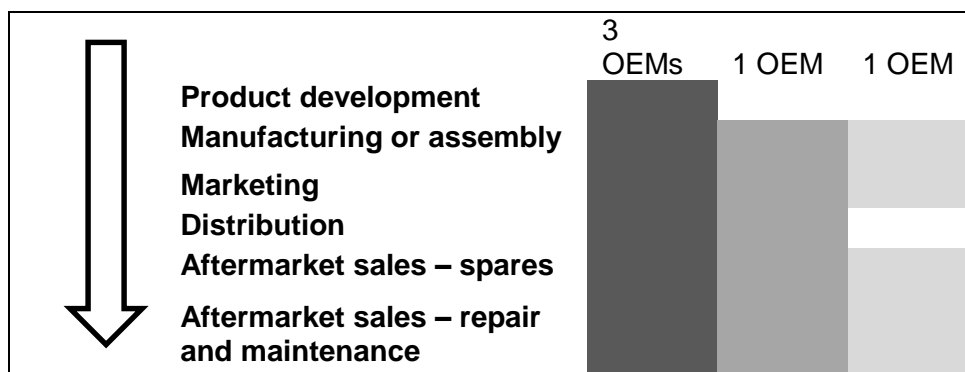 3
OEMs 1 OEM 1 OEM
Product development
Manufacturing or assembly
Marketing
Distribution
Aftermarket sales – spares
Aftermarket sales – repair
and maintenance